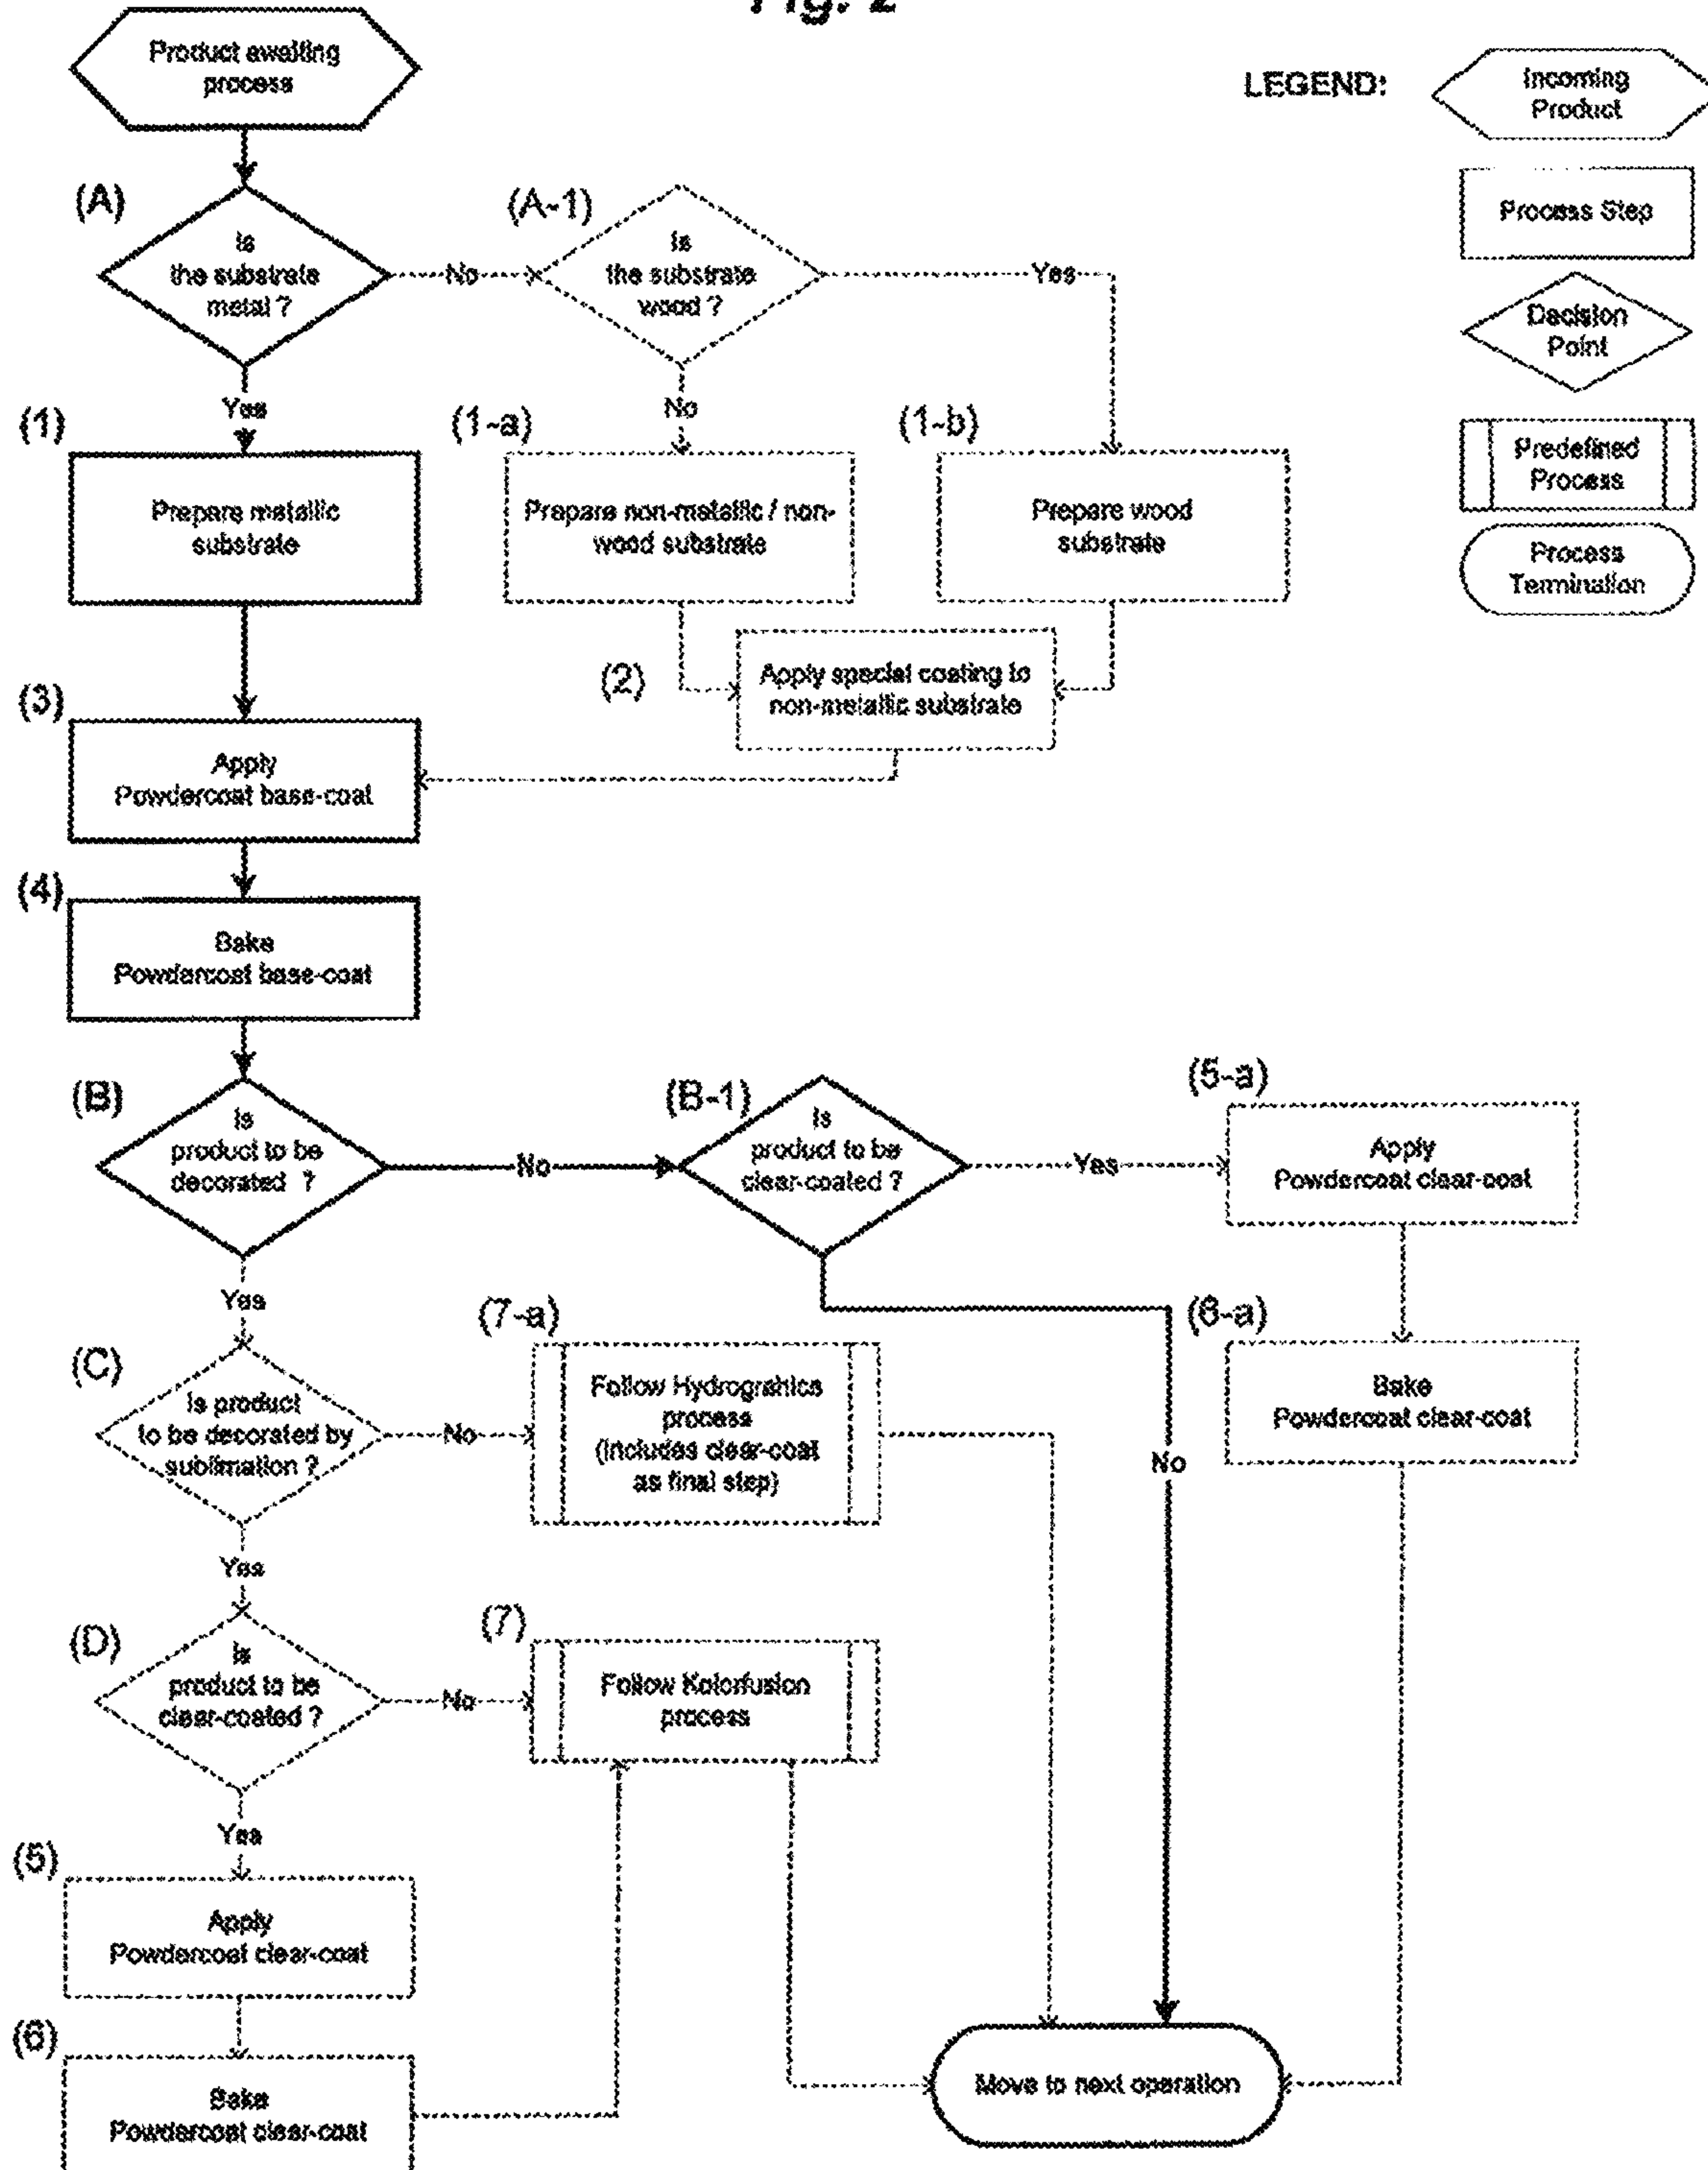 Fig. 2
Product awaiting
process
LEGEND:
Incoming
Product
Process Step
Decision
Point
Predefined
Process
Process
Termination
(A)
Is
the substrate
metal ?
No
(A-1)
Is
the substrate
wood ?
Yes
Yes
No
(1)
Prepare metallic
substrate
(1-a)
Prepare non-metallic / non-
wood substrate
(1-b)
Prepare wood
substrate
(2)
Apply special coating to
non-metallic substrate
(3)
Apply
Powdercoat base-coat
(4)
Bake
Powdercoat base-coat
(B)
Is
product to be
decorated ?
No
(B-1)
Is
product to be
clear-coated ?
Yes
(5-a)
Apply
Powdercoat clear-coat
Yes
(6-a)
Bake
Powdercoat clear-coat
No
(C)
Is product
to be decorated by
sublimation ?
No
(7-a)
Follow Hydrograhics
process
(includes clear-coat
as final step)
Yes
(D)
Is
product to be
clear-coated ?
No
(7)
Follow Kolorfusion
process
Yes
(5)
Apply
Powdercoat clear-coat
(6)
Bake
Powdercoat clear-coat
Move to next operation